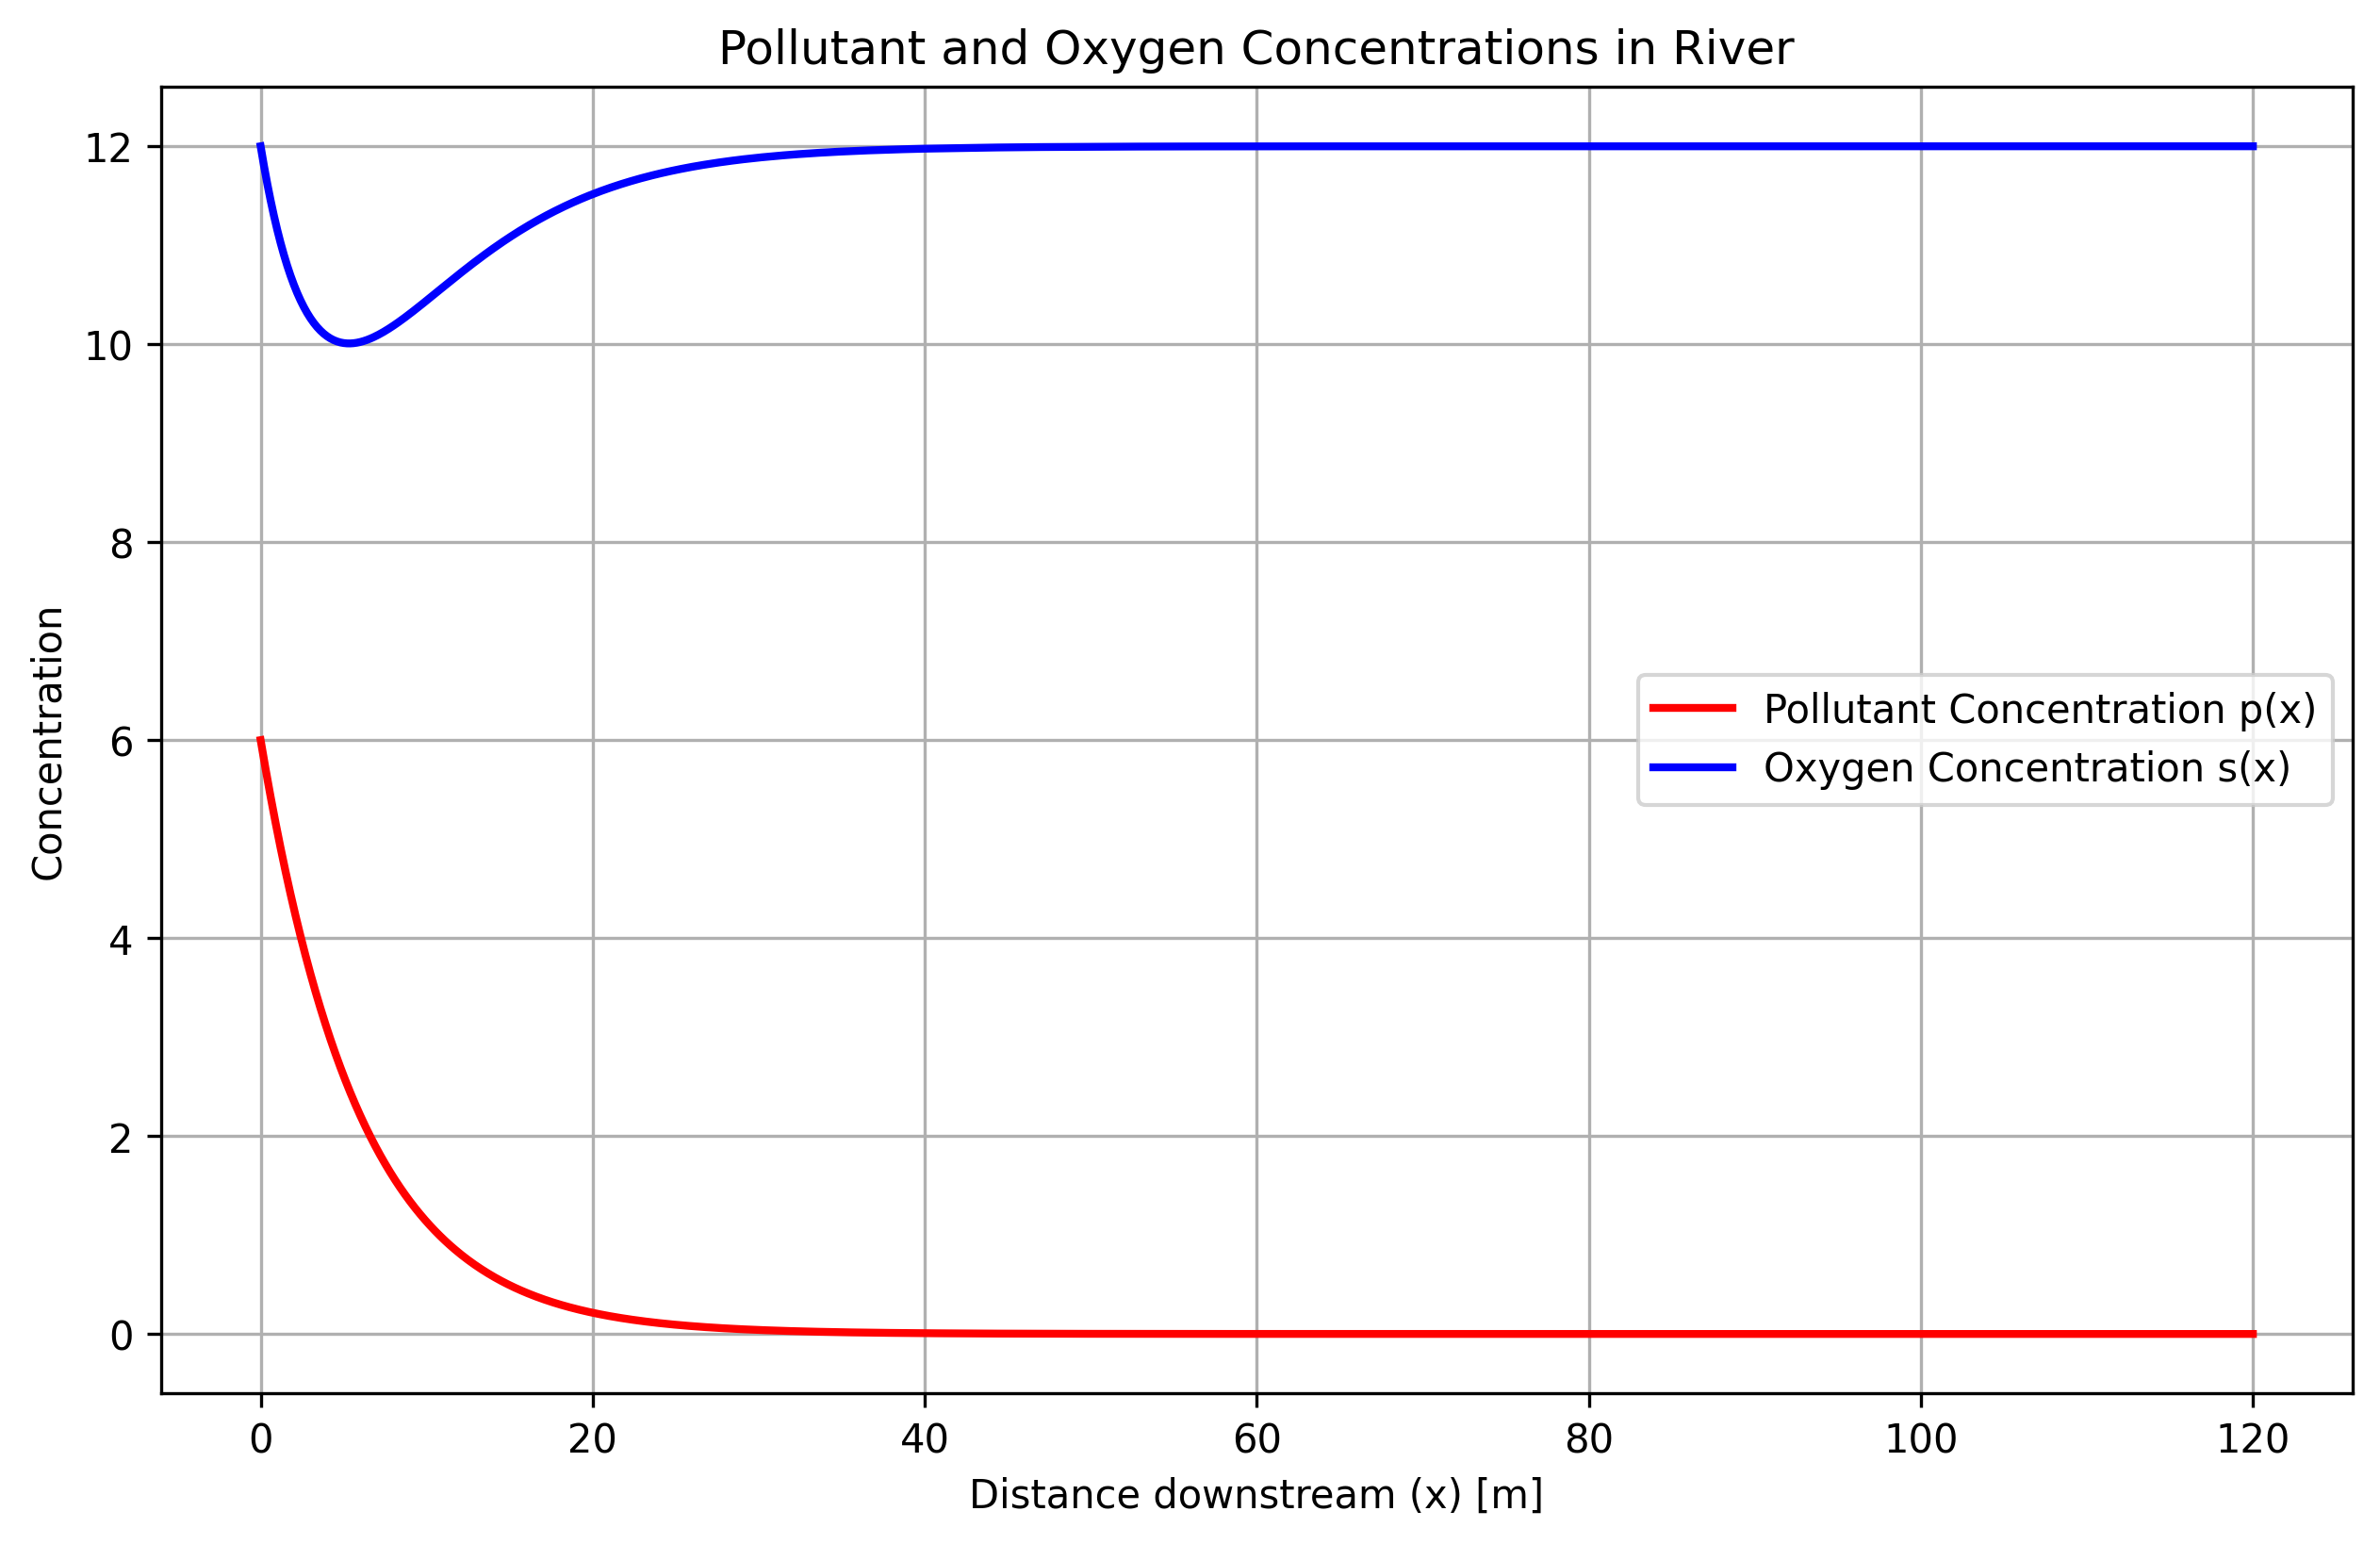 Pollutant and Oxygen Concentrations in River
12
10
8
6
4
2
0
Concentration
Pollutant Concentration p(x)
Oxygen Concentration s(x)
0 20 40 60 80 100 120
Distance downstream (x) [m]